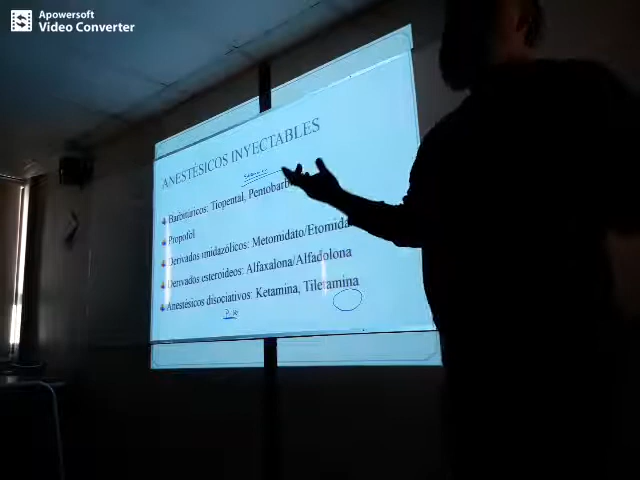 Apowersoft
Video Converter
ANESTÉSICOS INYECTABLES
Barbitúricos: Tiopental, Pentobarb
Propofol
Derivados imidazólicos: Metomidato/Etomida
Derivados esteroideos: Alfaxalona/Alfadolona
Anestésicos disociativos: Ketamina, Tiletamina